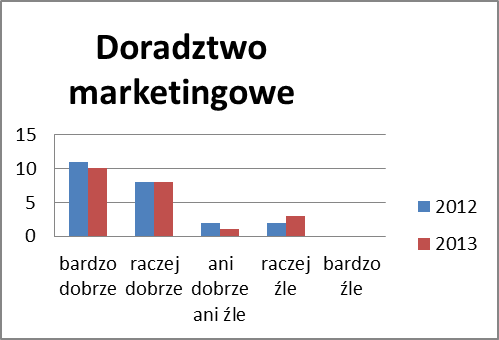 Doradztwo
marketingowe
15
10
5
0
bardzo dobrze
raczej dobrze
ani dobrze ani źle
raczej źle
bardzo źle
2012
2013